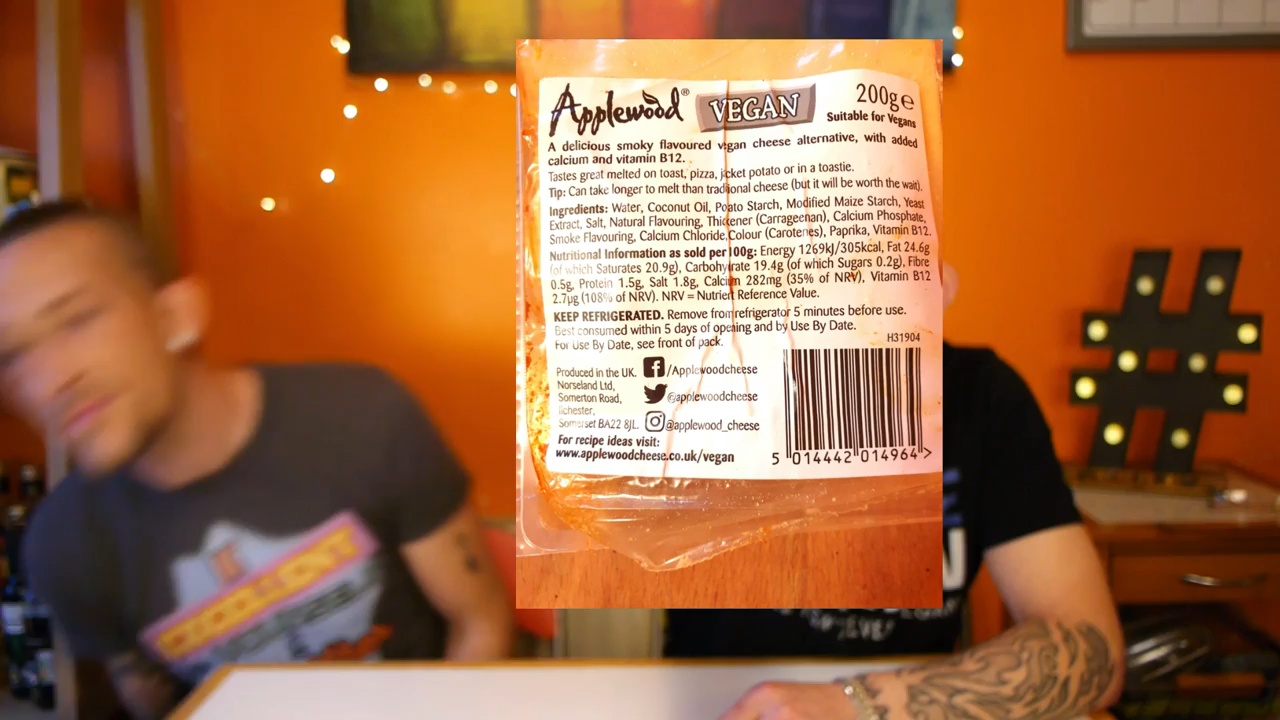 Applewood® VEGAN 200g e
Suitable for Vegans
A delicious smoky flavoured vegan cheese alternative, with added
calcium and vitamin B12.
Tastes great melted on toast, pizza, jacket potato or in a toastie.
Tip: Can take longer to melt than traditional cheese (but it will be worth the wait).
Ingredients: Water, Coconut Oil, Potato Starch, Modified Maize Starch, Yeast
Extract, Salt, Natural Flavouring, Thickener (Carrageenan), Calcium Phosphate,
Smoke Flavouring, Calcium Chloride, Colour (Carotenes), Paprika, Vitamin B12.
Nutritional Information as sold per 100g: Energy 1269kJ/305kcal, Fat 24.6g
(of which Saturates 20.9g), Carbohydrate 19.4g (of which Sugars 0.2g), Fibre
0.5g, Protein 1.5g, Salt 1.8g, Calcium 282mg (35% of NRV), Vitamin B12
2.7µg (108% of NRV). NRV = Nutrient Reference Value.
KEEP REFRIGERATED. Remove from refrigerator 5 minutes before use.
Best consumed within 5 days of opening and by Use By Date.
For Use By Date, see front of pack.
H31904
Produced in the UK.
Norseland Ltd,
Somerton Road,
Ilchester,
Somerset BA22 8JL.
/Applewoodcheese
@applewoodcheese
@applewood_cheese
For recipe ideas visit:
www.applewoodcheese.co.uk/vegan
5 014442 014964 >
#